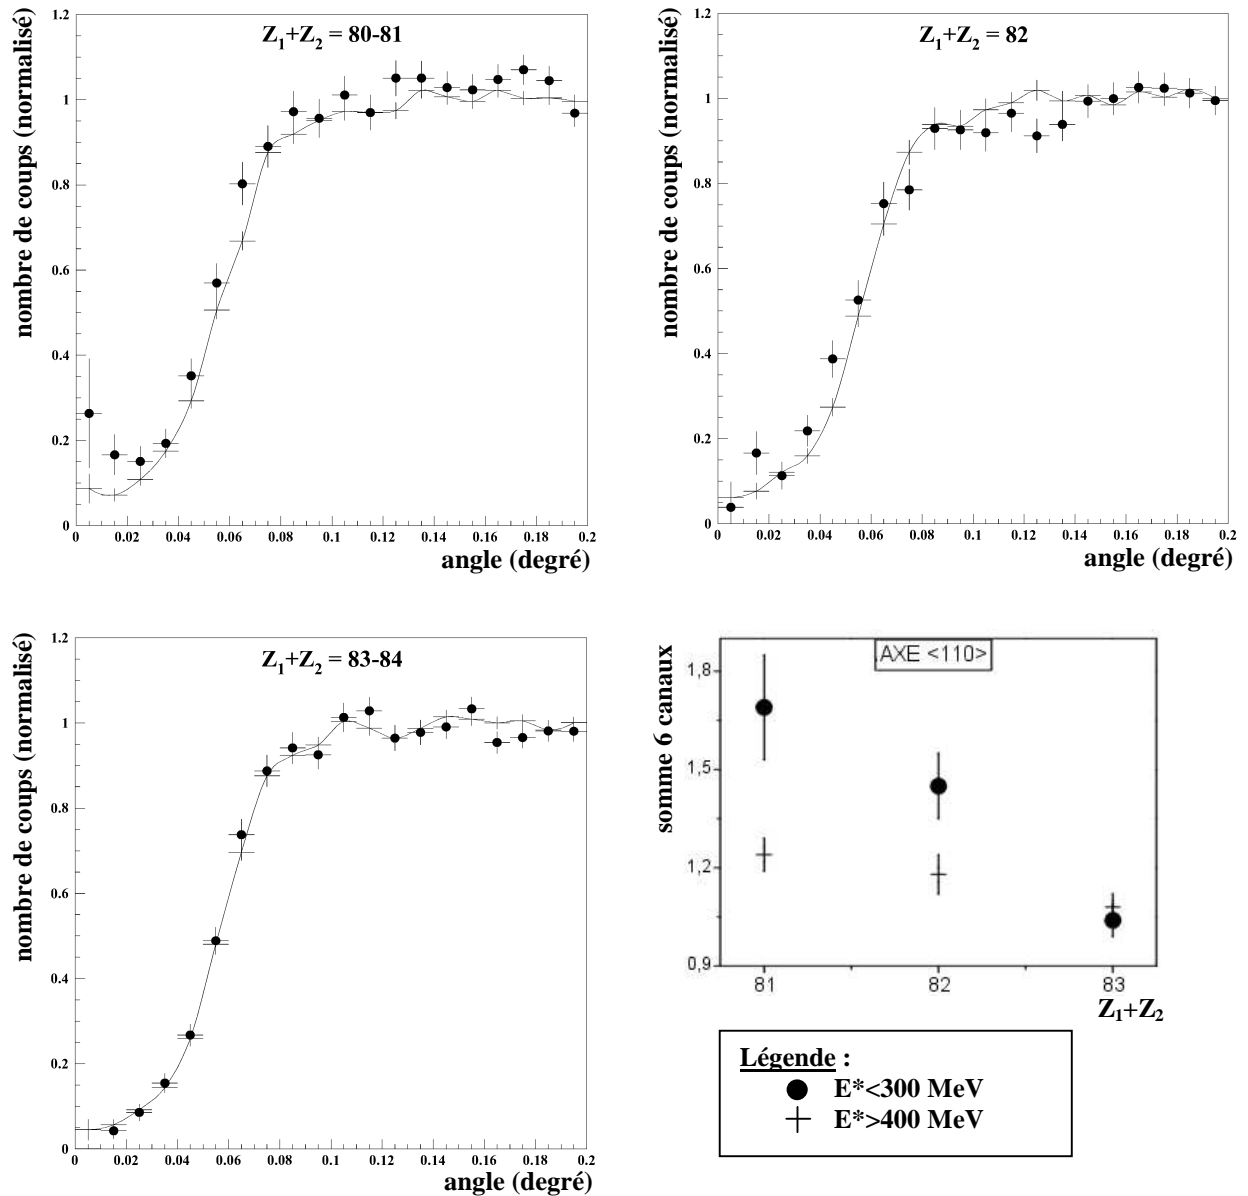 Z1+Z2 = 80-81
nombre de coups (normalisé)
1.2
1
0.8
0.6
0.4
0.2
0
0 0.02 0.04 0.06 0.08 0.1 0.12 0.14 0.16 0.18 0.2
angle (degré)
Z1+Z2 = 82
nombre de coups (normalisé)
1.2
1
0.8
0.6
0.4
0.2
0
0 0.02 0.04 0.06 0.08 0.1 0.12 0.14 0.16 0.18 0.2
angle (degré)
Z1+Z2 = 83-84
nombre de coups (normalisé)
1.2
1
0.8
0.6
0.4
0.2
0
0 0.02 0.04 0.06 0.08 0.1 0.12 0.14 0.16 0.18 0.2
angle (degré)
AXE <110>
somme 6 canaux
1,8
1,5
1,2
0,9
81 82 83
Z1+Z2
Légende :
E*<300 MeV
E*>400 MeV